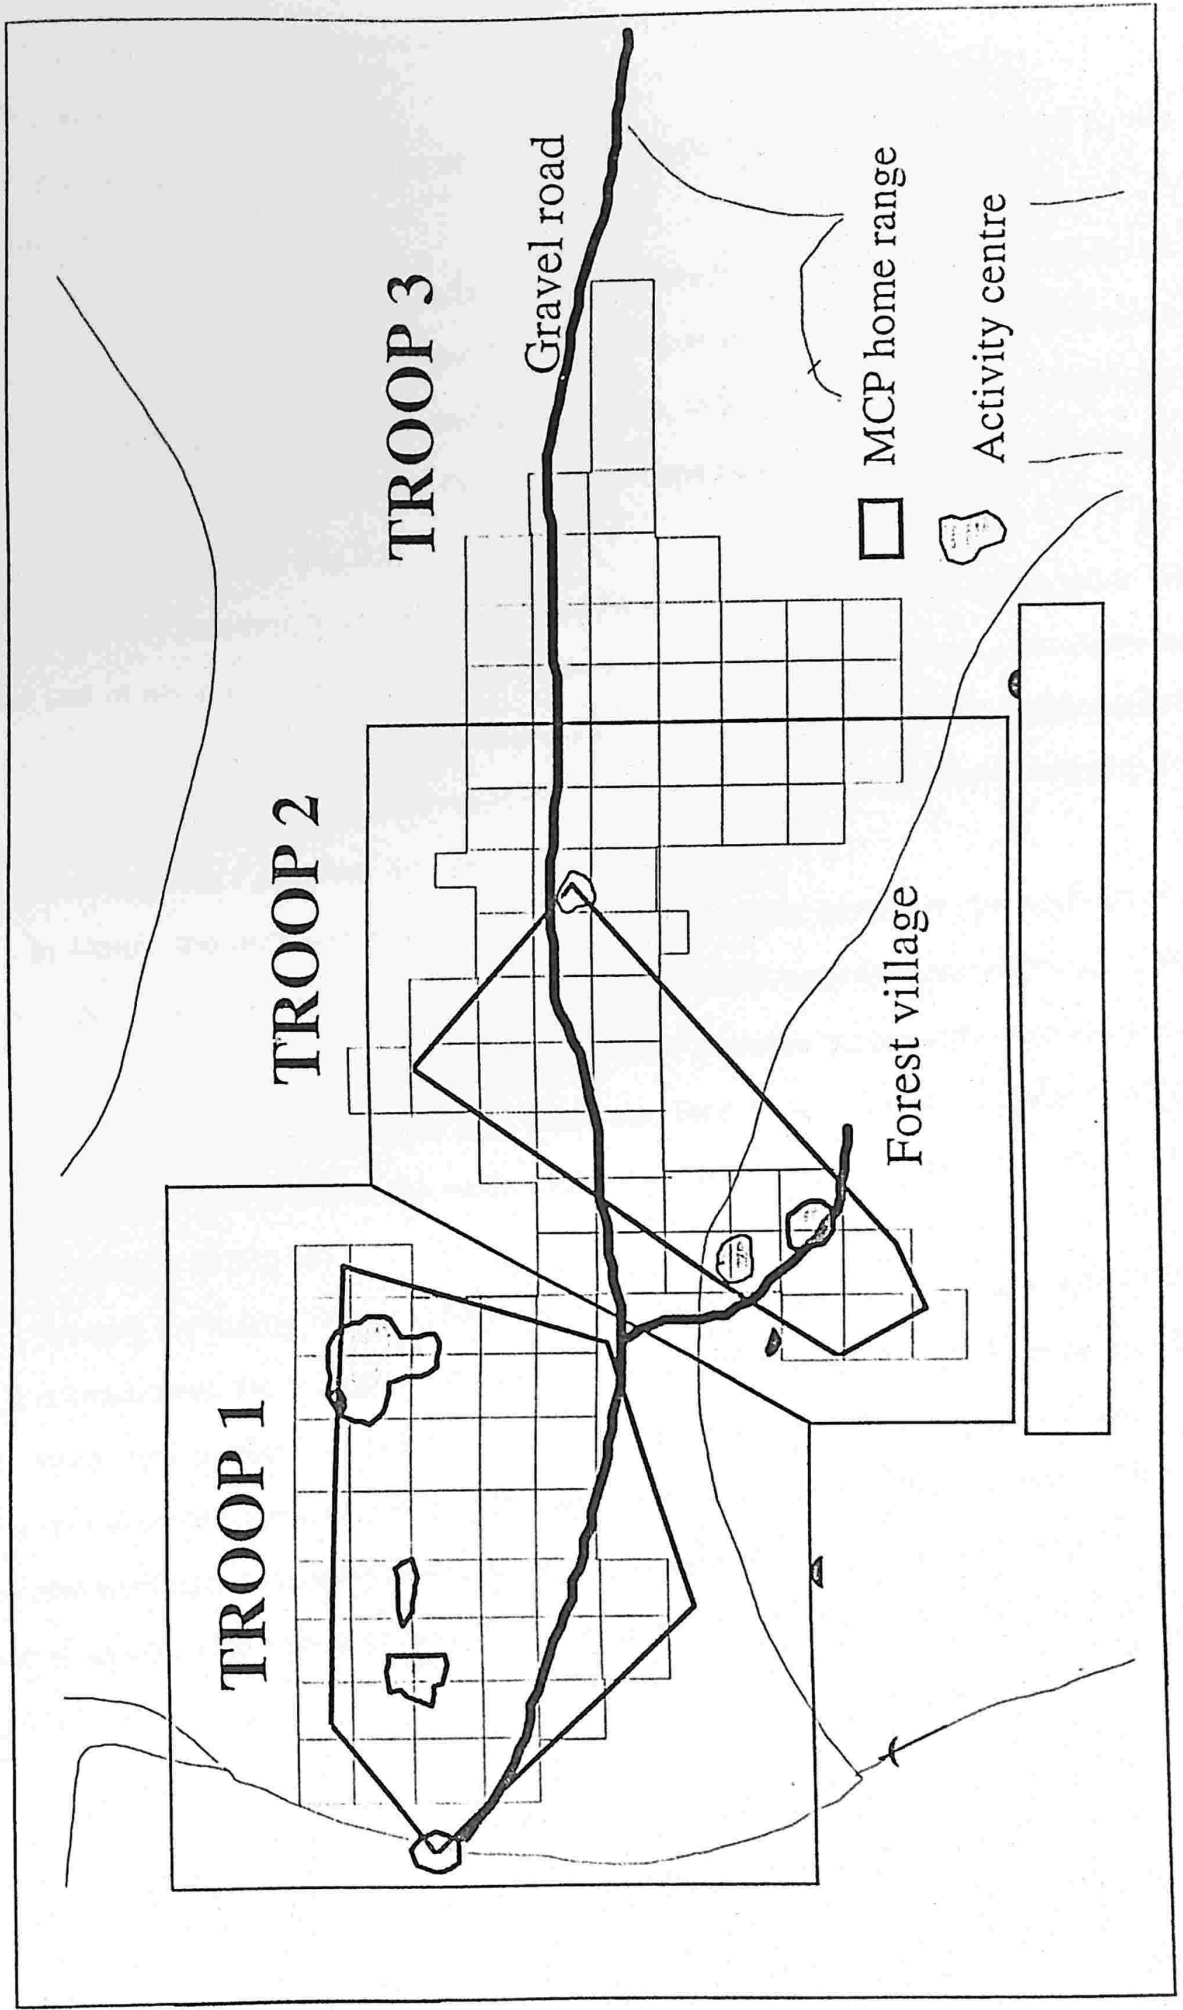 TROOP 1
TROOP 2
TROOP 3
Gravel road
Forest village
MCP home range
Activity centre